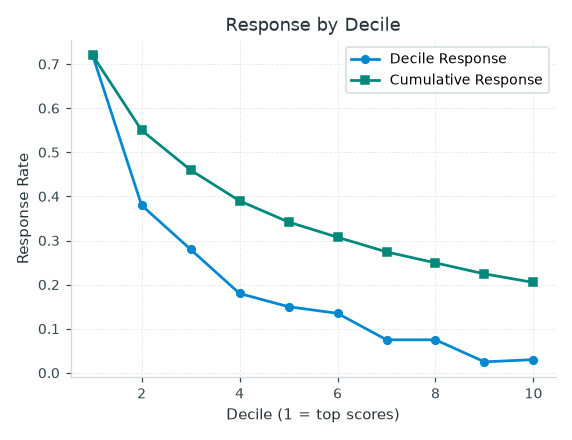 Response by Decile
Decile Response
Cumulative Response
Response Rate
0.7
0.6
0.5
0.4
0.3
0.2
0.1
0.0
2 4 6 8 10
Decile (1 = top scores)